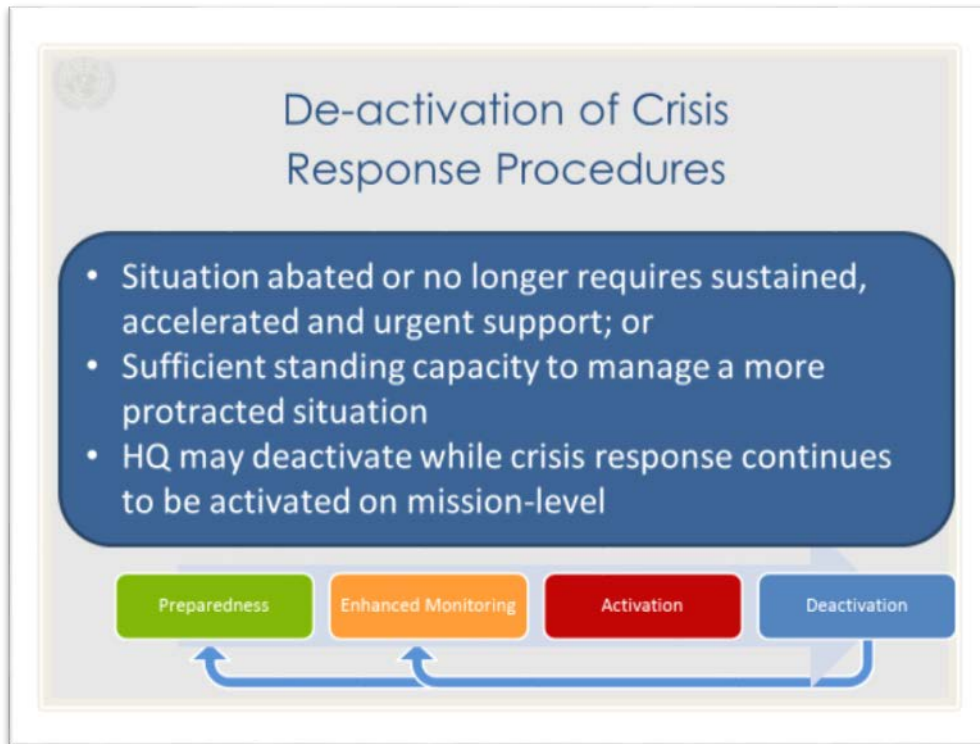 De-activation of Crisis
Response Procedures
• Situation abated or no longer requires sustained,
accelerated and urgent support; or
• Sufficient standing capacity to manage a more
protracted situation
• HQ may deactivate while crisis response continues
to be activated on mission-level
Preparedness
Enhanced Monitoring
Activation
Deactivation